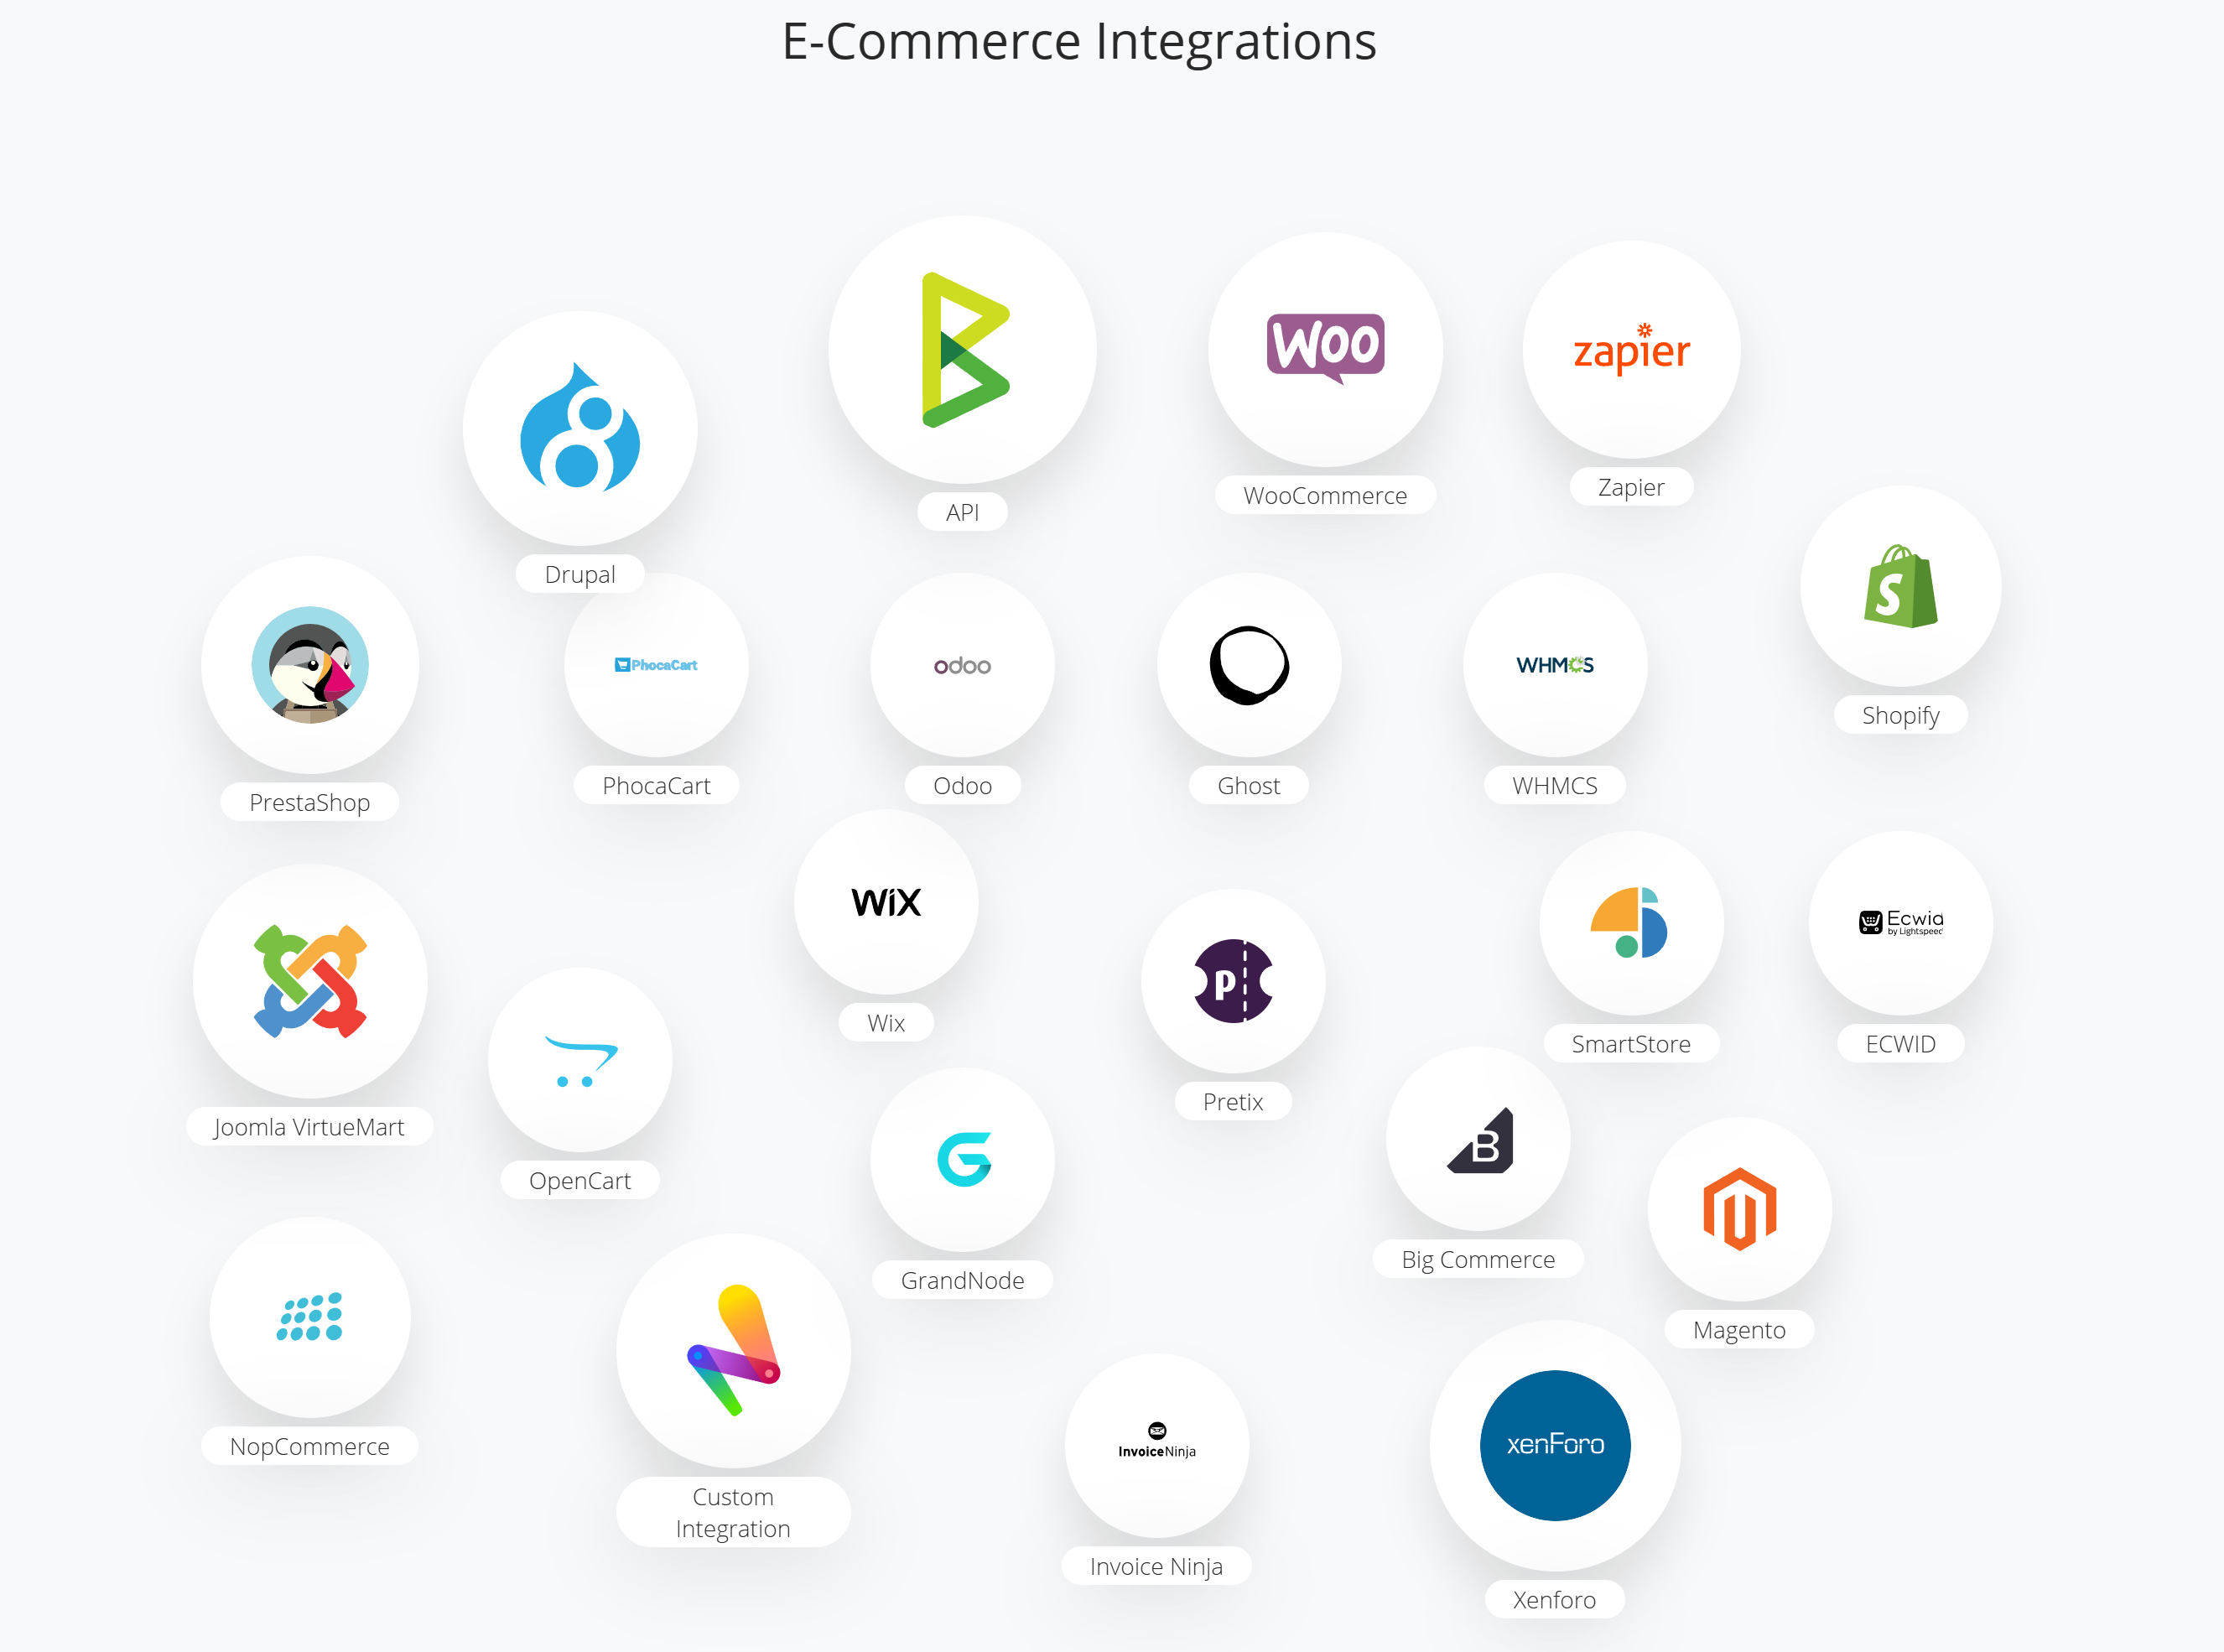 E-Commerce Integrations
WOO
zapier
API
WooCommerce
Zapier
8
Drupal
S
Shopify
PrestaShop
PhocaCart
PhocaCart
odoo
Odoo
Ghost
WHMCS
WHMCS
WiX
Wix
p
Pretix
SmartStore
Ecwid
by Lightspeed
ECWID
Joomla VirtueMart
OpenCart
G
GrandNode
B
Big Commerce
Magento
NopCommerce
Custom
Integration
InvoiceNinja
Invoice Ninja
xenForo
Xenforo